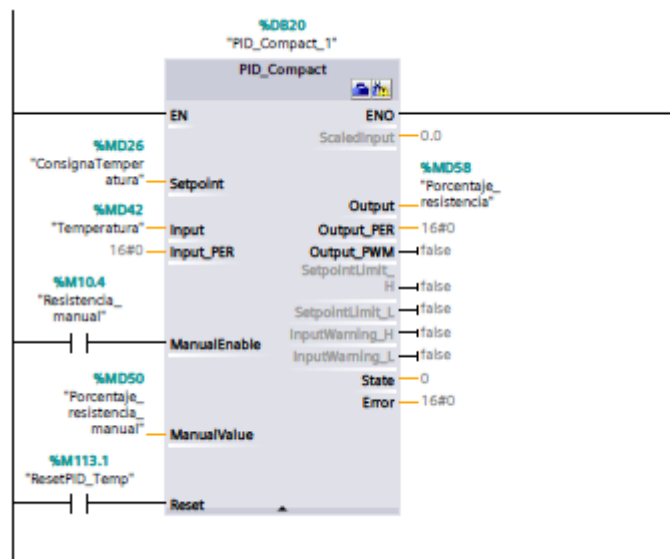 %DB20
"PID_Compact_1"
PID_Compact
EN
ENO
ScaledInput
0.0
%MD26
"ConsignaTemper
atura"
Setpoint
%MD58
"Porcentaje_
resistencia"
Output
%MD42
"Temperatura"
Input
Output_PER
16#0
16#0
Input_PER
Output_PWM
false
SetpointLimit_
H
false
%M10.4
"Resistencia_
manual"
ManualEnable
SetpointLimit_L
false
InputWarning_H
false
InputWarning_L
false
%MD50
"Porcentaje_
resistencia_
manual"
ManualValue
State
0
Error
16#0
%M113.1
"ResetPID_Temp"
Reset